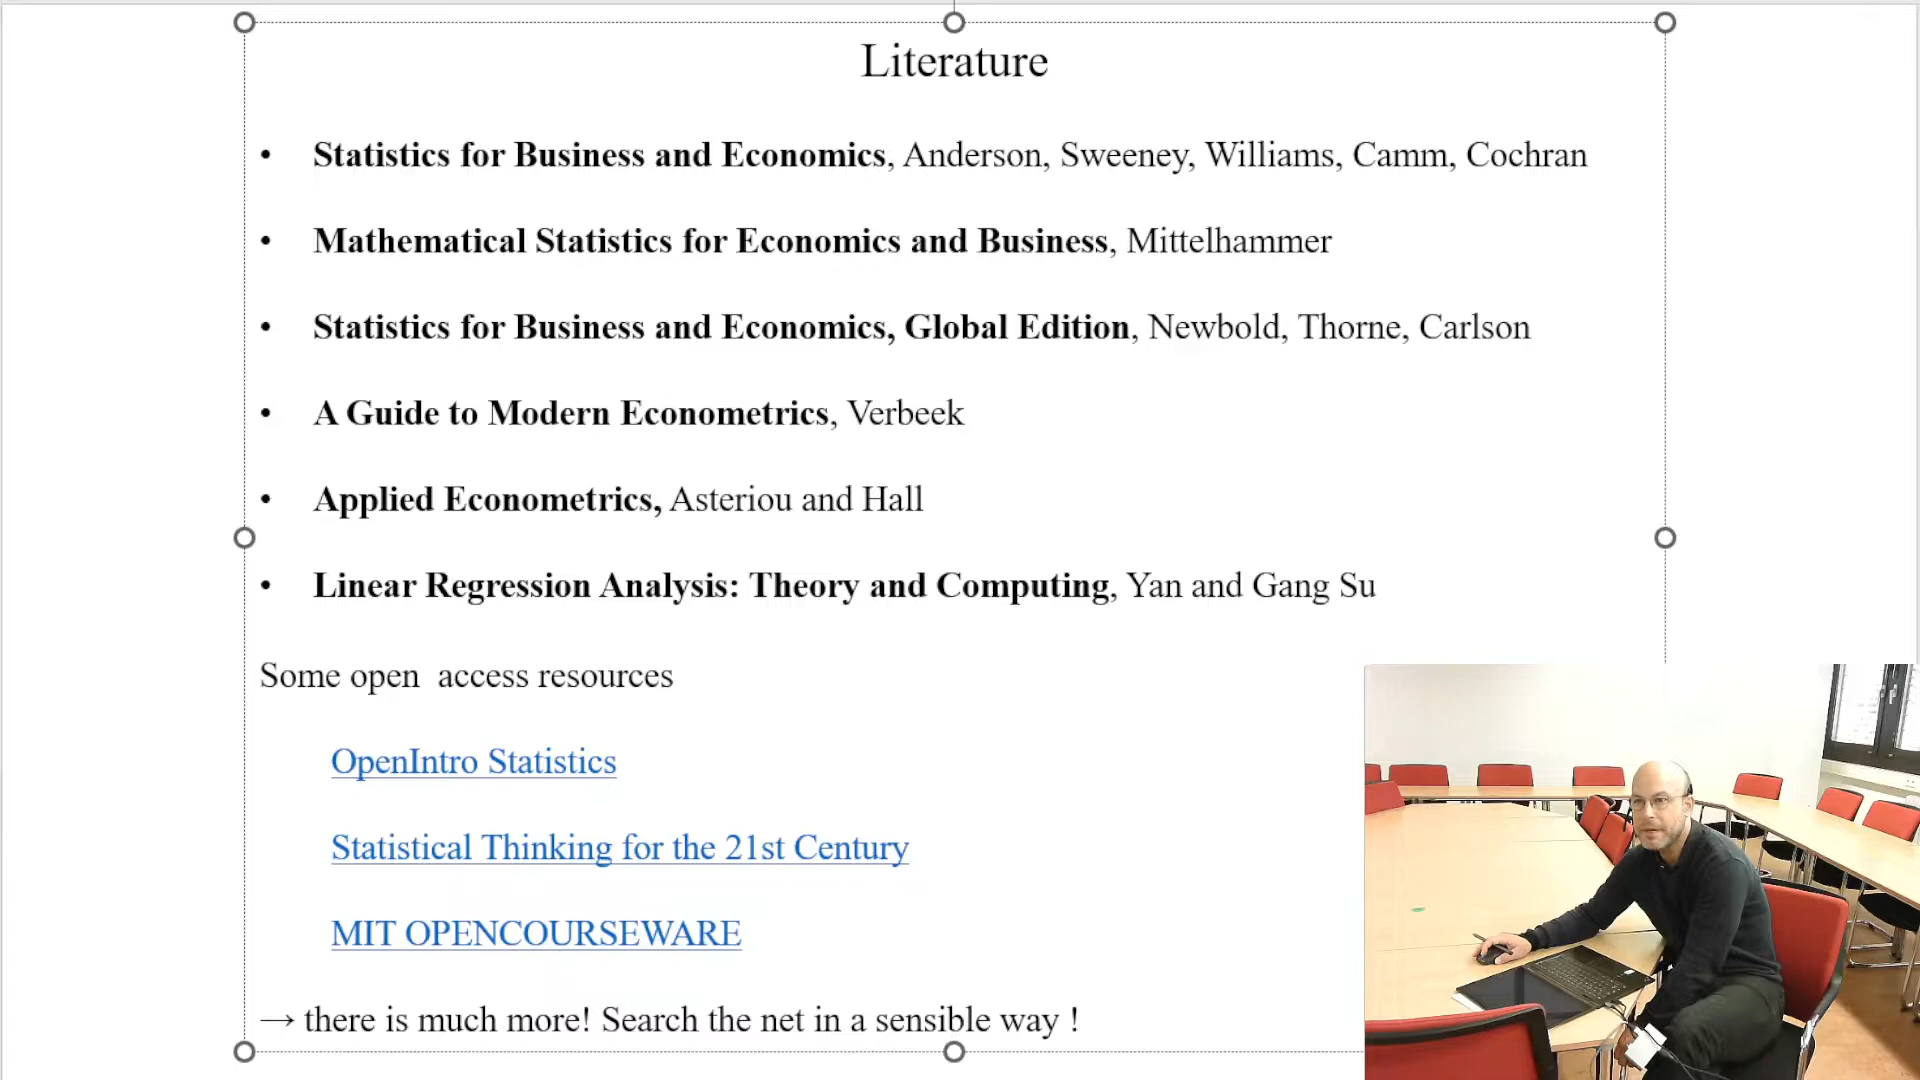 Literature
• Statistics for Business and Economics, Anderson, Sweeney, Williams, Camm, Cochran
• Mathematical Statistics for Economics and Business, Mittelhammer
• Statistics for Business and Economics, Global Edition, Newbold, Thorne, Carlson
• A Guide to Modern Econometrics, Verbeek
• Applied Econometrics, Asteriou and Hall
• Linear Regression Analysis: Theory and Computing, Yan and Gang Su
Some open  access resources
OpenIntro Statistics
Statistical Thinking for the 21st Century
MIT OPENCOURSEWARE
→ there is much more! Search the net in a sensible way !